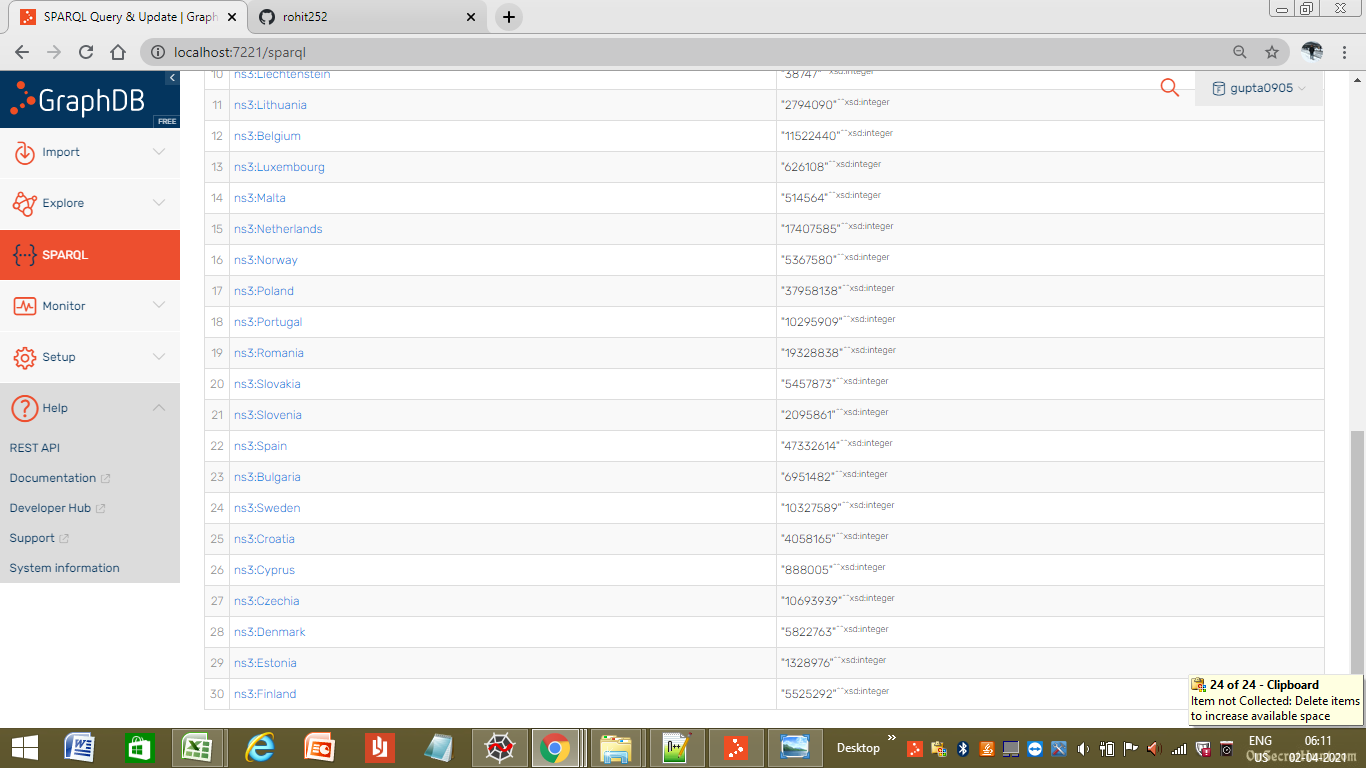 SPARQL Query & Update | Graph
rohit252
localhost:7221/sparql
GraphDB
FREE
gupta0905
Import
Explore
SPARQL
Monitor
Setup
Help
REST API
Documentation
Developer Hub
Support
System information
10 ns3:Liechtenstein "38747"^^xsd:integer
11 ns3:Lithuania "2794090"^^xsd:integer
12 ns3:Belgium "11522440"^^xsd:integer
13 ns3:Luxembourg "626108"^^xsd:integer
14 ns3:Malta "514564"^^xsd:integer
15 ns3:Netherlands "17407585"^^xsd:integer
16 ns3:Norway "5367580"^^xsd:integer
17 ns3:Poland "37958138"^^xsd:integer
18 ns3:Portugal "10295909"^^xsd:integer
19 ns3:Romania "19328838"^^xsd:integer
20 ns3:Slovakia "5457873"^^xsd:integer
21 ns3:Slovenia "2095861"^^xsd:integer
22 ns3:Spain "47332614"^^xsd:integer
23 ns3:Bulgaria "6951482"^^xsd:integer
24 ns3:Sweden "10327589"^^xsd:integer
25 ns3:Croatia "4058165"^^xsd:integer
26 ns3:Cyprus "888005"^^xsd:integer
27 ns3:Czechia "10693939"^^xsd:integer
28 ns3:Denmark "5822763"^^xsd:integer
29 ns3:Estonia "1328976"^^xsd:integer
30 ns3:Finland "5525292"^^xsd:integer
24 of 24 - Clipboard
Item not Collected: Delete items
to increase available space
Desktop
ENG
US
06:11
02-04-2021